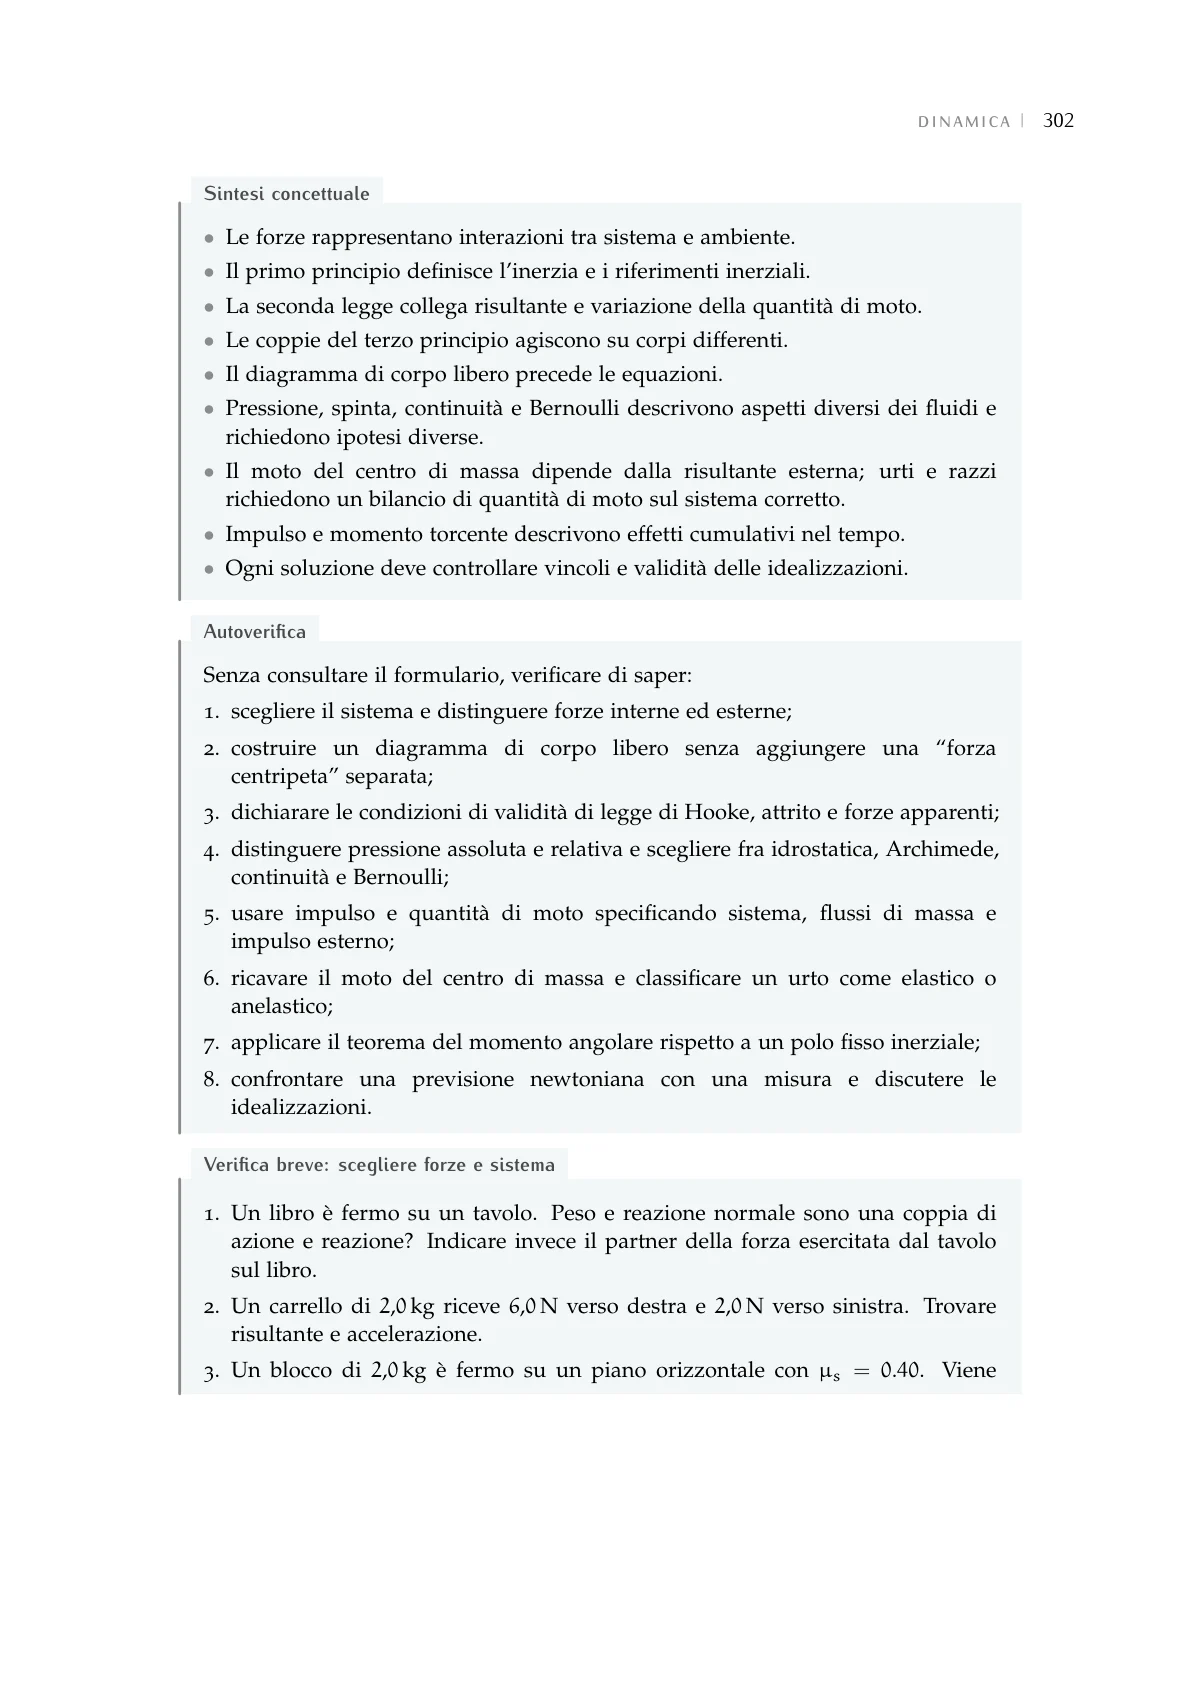 DINAMICA | 302
Sintesi concettuale
• Le forze rappresentano interazioni tra sistema e ambiente.
• Il primo principio definisce l'inerzia e i riferimenti inerziali.
• La seconda legge collega risultante e variazione della quantità di moto.
• Le coppie del terzo principio agiscono su corpi differenti.
• Il diagramma di corpo libero precede le equazioni.
• Pressione, spinta, continuità e Bernoulli descrivono aspetti diversi dei fluidi e
richiedono ipotesi diverse.
• Il moto del centro di massa dipende dalla risultante esterna; urti e razzi
richiedono un bilancio di quantità di moto sul sistema corretto.
• Impulso e momento torcente descrivono effetti cumulativi nel tempo.
• Ogni soluzione deve controllare vincoli e validità delle idealizzazioni.
Autoverifica
Senza consultare il formulario, verificare di saper:
1. scegliere il sistema e distinguere forze interne ed esterne;
2. costruire un diagramma di corpo libero senza aggiungere una “forza
centripeta” separata;
3. dichiarare le condizioni di validità di legge di Hooke, attrito e forze apparenti;
4. distinguere pressione assoluta e relativa e scegliere fra idrostatica, Archimede,
continuità e Bernoulli;
5. usare impulso e quantità di moto specificando sistema, flussi di massa e
impulso esterno;
6. ricavare il moto del centro di massa e classificare un urto come elastico o
anelastico;
7. applicare il teorema del momento angolare rispetto a un polo fisso inerziale;
8. confrontare una previsione newtoniana con una misura e discutere le
idealizzazioni.
Verifica breve: scegliere forze e sistema
1. Un libro è fermo su un tavolo. Peso e reazione normale sono una coppia di
azione e reazione? Indicare invece il partner della forza esercitata dal tavolo
sul libro.
2. Un carrello di 2,0 kg riceve 6,0 N verso destra e 2,0 N verso sinistra. Trovare
risultante e accelerazione.
3. Un blocco di 2,0 kg è fermo su un piano orizzontale con μₛ = 0.40. Viene